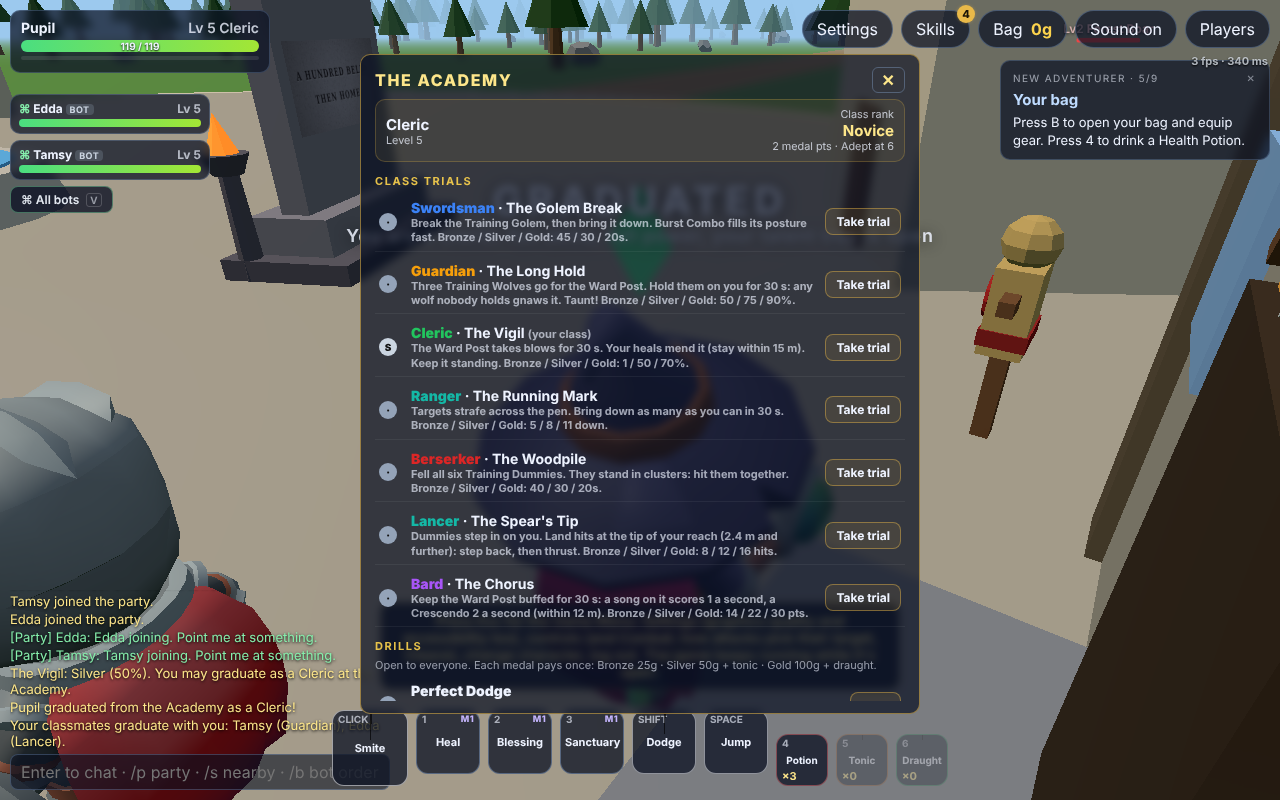 Pupil
Lv 5 Cleric
119 / 119
⌘ Edda BOT Lv 5
⌘ Tamsy BOT Lv 5
⌘ All bots V
Settings
Skills
4
Bag 0g
Sound on
Players
3 fps · 340 ms
NEW ADVENTURER · 5/9 ×
Your bag
Press B to open your bag and equip
gear. Press 4 to drink a Health Potion.
A HUNDRED
THEN HOME
GRADUATED
THE ACADEMY
✕
Cleric
Level 5
Class rank
Novice
2 medal pts · Adept at 6
CLASS TRIALS
Swordsman · The Golem Break
Break the Training Golem, then bring it down. Burst Combo fills its posture
fast. Bronze / Silver / Gold: 45 / 30 / 20s.
Take trial
Guardian · The Long Hold
Three Training Wolves go for the Ward Post. Hold them on you for 30 s: any
wolf nobody holds gnaws it. Taunt! Bronze / Silver / Gold: 50 / 75 / 90%.
Take trial
S
Cleric · The Vigil (your class)
The Ward Post takes blows for 30 s. Your heals mend it (stay within 15 m).
Keep it standing. Bronze / Silver / Gold: 1 / 50 / 70%.
Take trial
Ranger · The Running Mark
Targets strafe across the pen. Bring down as many as you can in 30 s.
Bronze / Silver / Gold: 5 / 8 / 11 down.
Take trial
Berserker · The Woodpile
Fell all six Training Dummies. They stand in clusters: hit them together.
Bronze / Silver / Gold: 40 / 30 / 20s.
Take trial
Lancer · The Spear's Tip
Dummies step in on you. Land hits at the tip of your reach (2.4 m and
further): step back, then thrust. Bronze / Silver / Gold: 8 / 12 / 16 hits.
Take trial
Bard · The Chorus
Keep the Ward Post buffed for 30 s: a song on it scores 1 a second, a
Crescendo 2 a second (within 12 m). Bronze / Silver / Gold: 14 / 22 / 30 pts.
Take trial
DRILLS
Open to everyone. Each medal pays once: Bronze 25g · Silver 50g + tonic · Gold 100g + draught.
Perfect Dodge
Tamsy joined the party.
Edda joined the party.
[Party] Edda: Edda joining. Point me at something.
[Party] Tamsy: Tamsy joining. Point me at something.
The Vigil: Silver (50%). You may graduate as a Cleric at the
Academy.
Pupil graduated from the Academy as a Cleric!
Your classmates graduate with you: Tamsy (Guardian), Edda
(Lancer).
Enter to chat · /p party · /s nearby · /b bot order
CLICK
Smite
1 M1
Heal
2 M1
Blessing
3 M1
Sanctuary
SHIFT
Dodge
SPACE
Jump
4
Potion
×3
5
Tonic
×0
6
Draught
×0